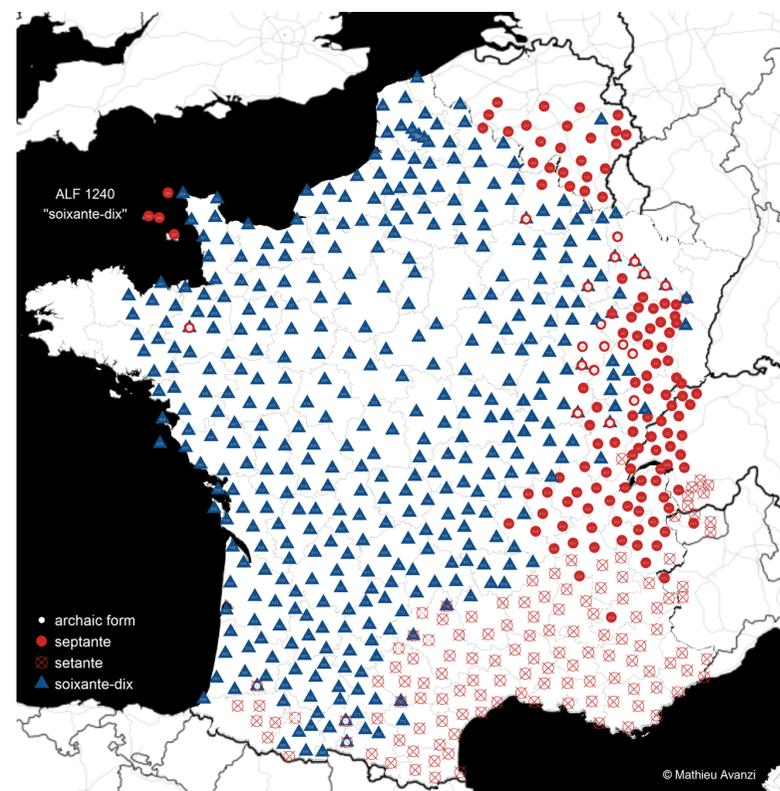 ALF 1240
"soixante-dix"
archaic form
septante
setante
soixante-dix
© Mathieu Avanzi